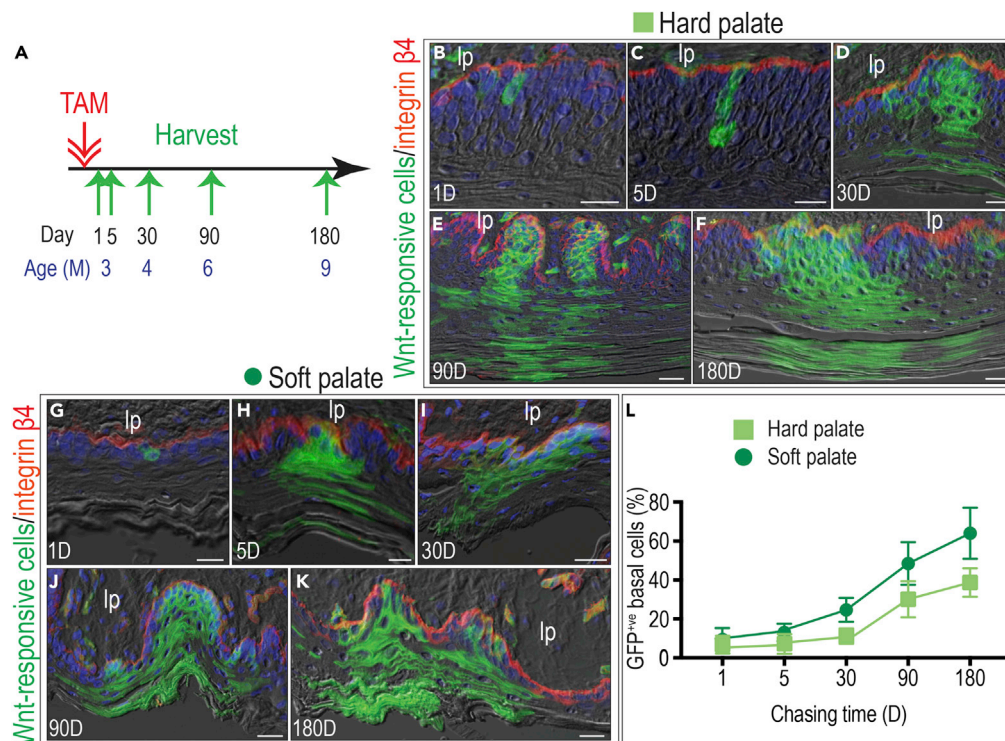 Hard palate
A
TAM
Harvest
Day 1 5 30 90 180
Age (M) 3 4 6 9
Wnt-responsive cells/integrin β4
B
lp
1D
C
lp
5D
D
lp
30D
E
lp
90D
F
lp
180D
Soft palate
Wnt-responsive cells/integrin β4
G
lp
1D
H
lp
5D
I
lp
30D
J
lp
90D
K
lp
180D
L
Hard palate
Soft palate
GFP+ve basal cells (%)
80
60
40
20
0
1 5 30 90 180
Chasing time (D)